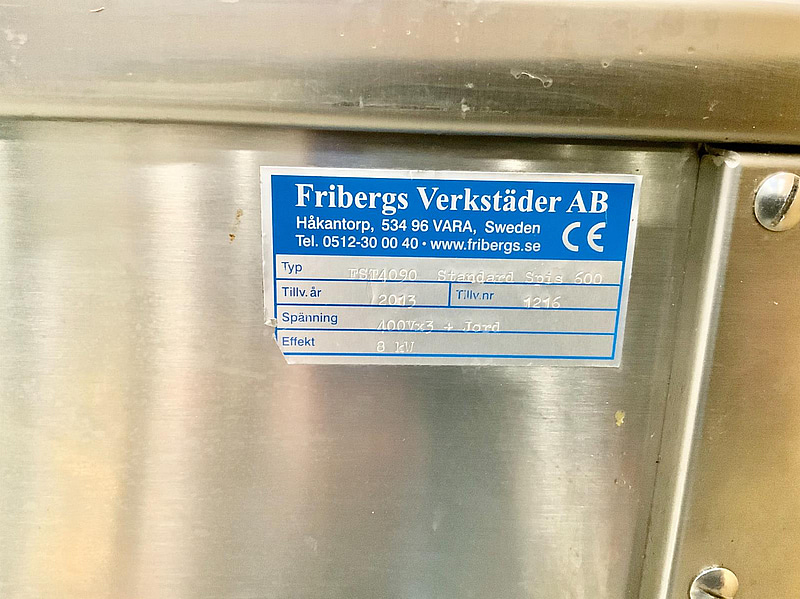 Fribergs Verkstäder AB
Håkantorp, 534 96 VARA, Sweden
Tel. 0512-30 00 40 • www.fribergs.se
CE
Typ FST4090 Standard Spis 600
Tillv.år 2013 Tillv.nr 1216
Spänning 400Vx3 + Jord
Effekt 8 kW